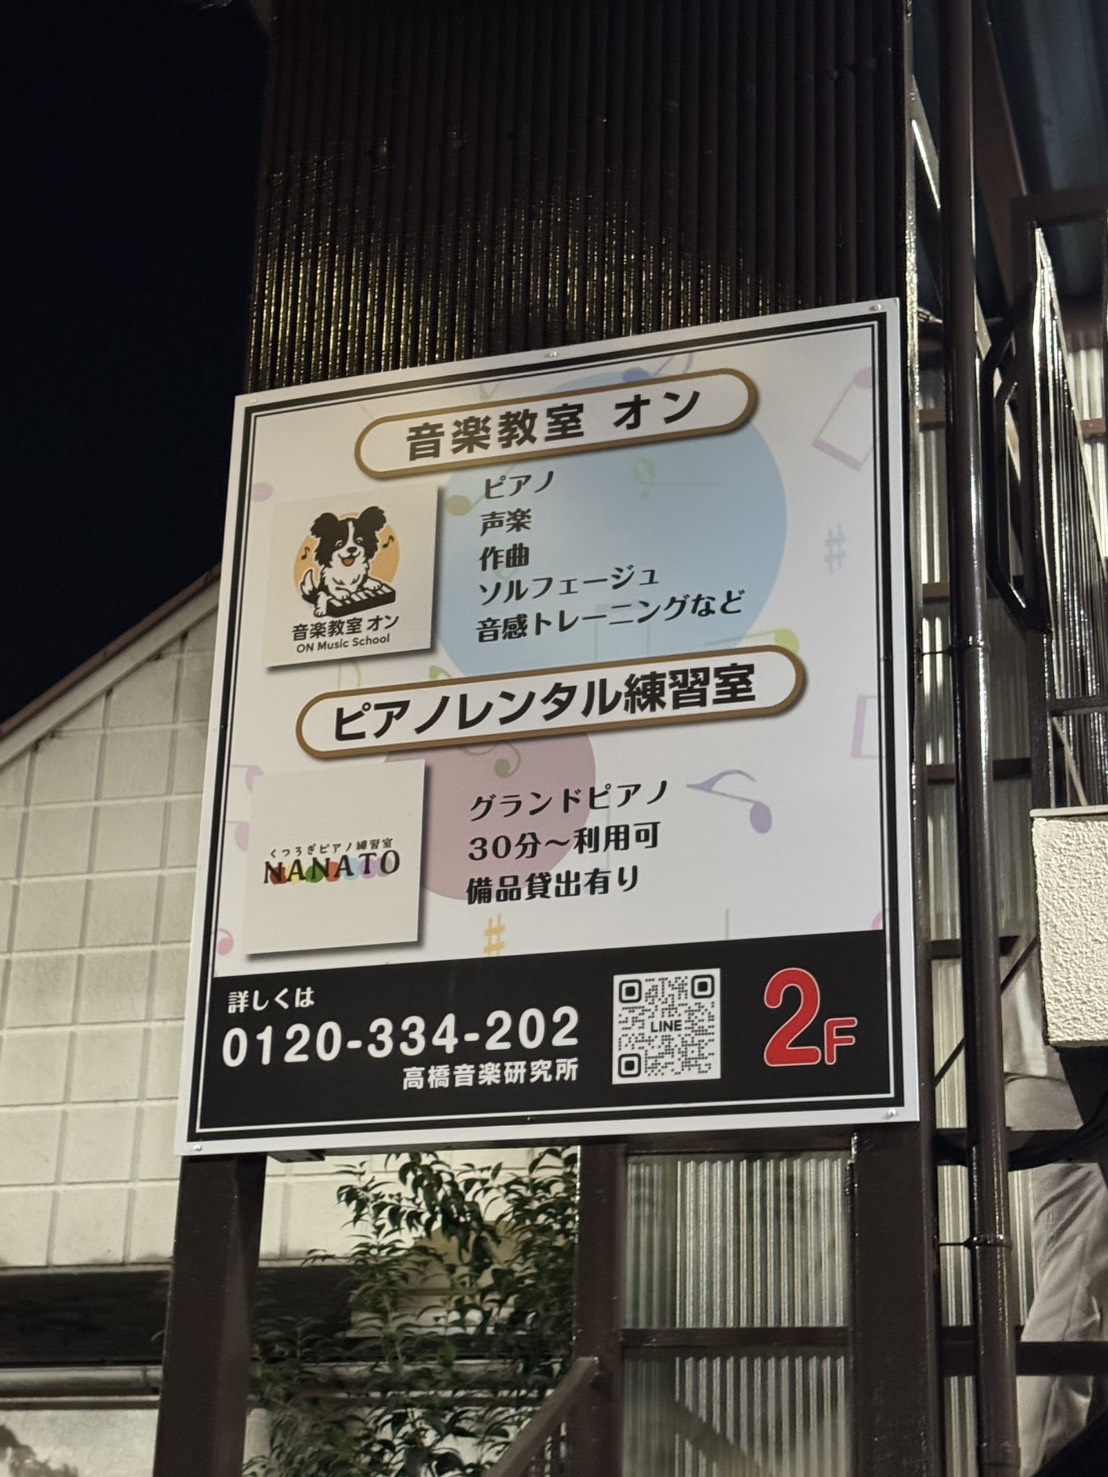 音楽教室 オン
ピアノ
声楽
作曲
ソルフェージュ
音感トレーニングなど
音楽教室 オン
ON Music School
ピアノレンタル練習室
くつろぎピアノ練習室
NANATO
グランドピアノ
30分～利用可
備品貸出有り
詳しくは
0120-334-202
高橋音楽研究所
LINE
2F